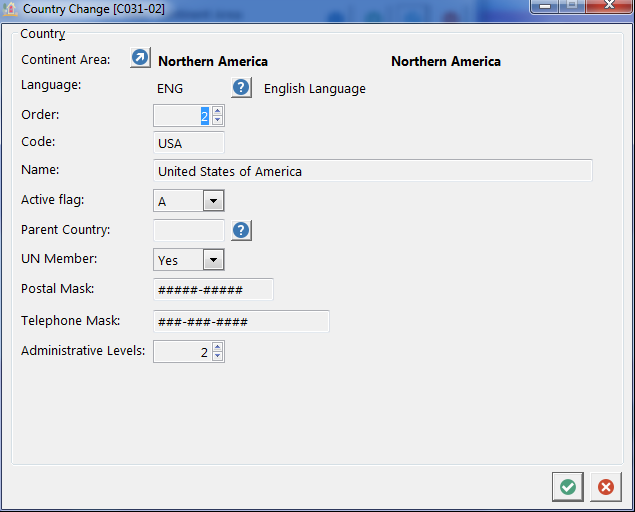 Country Change [C031-02]
Country
Continent Area: Northern America Northern America
Language: ENG ? English Language
Order: 2
Code: USA
Name: United States of America
Active flag: A
Parent Country: ?
UN Member: Yes
Postal Mask: #####-#####
Telephone Mask: ###-###-####
Administrative Levels: 2